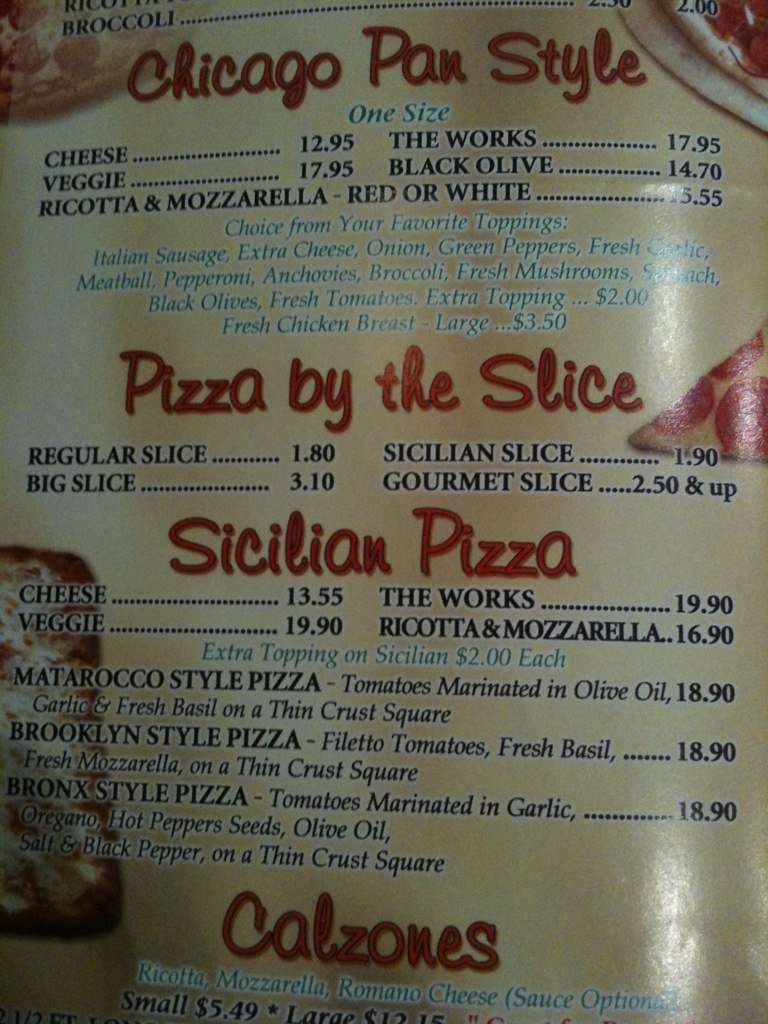 BROCCOLI ........ 2.00
Chicago Pan Style
One Size
CHEESE ........ 12.95 THE WORKS ........ 17.95
VEGGIE ........ 17.95 BLACK OLIVE ........ 14.70
RICOTTA & MOZZARELLA - RED OR WHITE ........
Choice from Your Favorite Toppings:
Italian Sausage, Extra Cheese, Onion, Green Peppers, Fresh Garlic,
Meatball, Pepperoni, Anchovies, Broccoli, Fresh Mushrooms, Spinach,
Black Olives, Fresh Tomatoes. Extra Topping ... $2.00
Fresh Chicken Breast - Large ...$3.50
Pizza by the Slice
REGULAR SLICE ........... 1.80 SICILIAN SLICE ............. 1.90
BIG SLICE ..................... 3.10 GOURMET SLICE .....2.50 & up
Sicilian Pizza
CHEESE ........ 13.55 THE WORKS ........ 19.90
VEGGIE ........ 19.90 RICOTTA & MOZZARELLA..16.90
Extra Topping on Sicilian $2.00 Each
MATAROCCO STYLE PIZZA - Tomatoes Marinated in Olive Oil, 18.90
Garlic & Fresh Basil on a Thin Crust Square
BROOKLYN STYLE PIZZA - Filetto Tomatoes, Fresh Basil, ....... 18.90
Fresh Mozzarella, on a Thin Crust Square
BRONX STYLE PIZZA - Tomatoes Marinated in Garlic, .............. 18.90
Oregano, Hot Peppers Seeds, Olive Oil,
Salt & Black Pepper, on a Thin Crust Square
Calzones
Ricotta, Mozzarella, Romano Cheese (Sauce Optional
Small $5.49 * Large $12.15